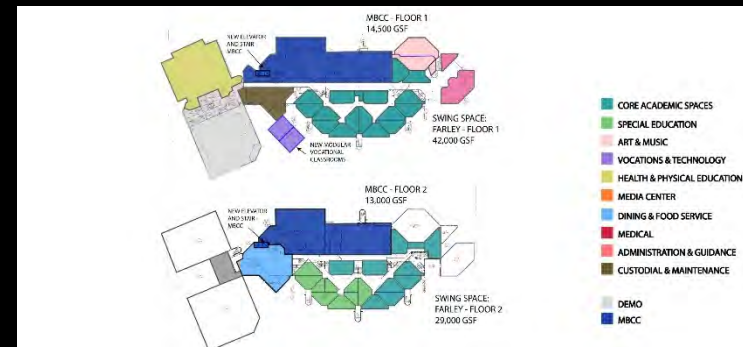 MBCC - FLOOR 1
14,500 GSF
NEW ELEVATOR
AND STAIR -
MBCC
SWING SPACE:
FARLEY - FLOOR 1
42,000 GSF
NEW MODULAR
VOCATIONAL
CLASSROOMS
MBCC - FLOOR 2
13,000 GSF
NEW ELEVATOR
AND STAIR -
MBCC
SWING SPACE:
FARLEY - FLOOR 2
29,000 GSF
CORE ACADEMIC SPACES
SPECIAL EDUCATION
ART & MUSIC
VOCATIONS & TECHNOLOGY
HEALTH & PHYSICAL EDUCATION
MEDIA CENTER
DINING & FOOD SERVICE
MEDICAL
ADMINISTRATION & GUIDANCE
CUSTODIAL & MAINTENANCE
DEMO
MBCC